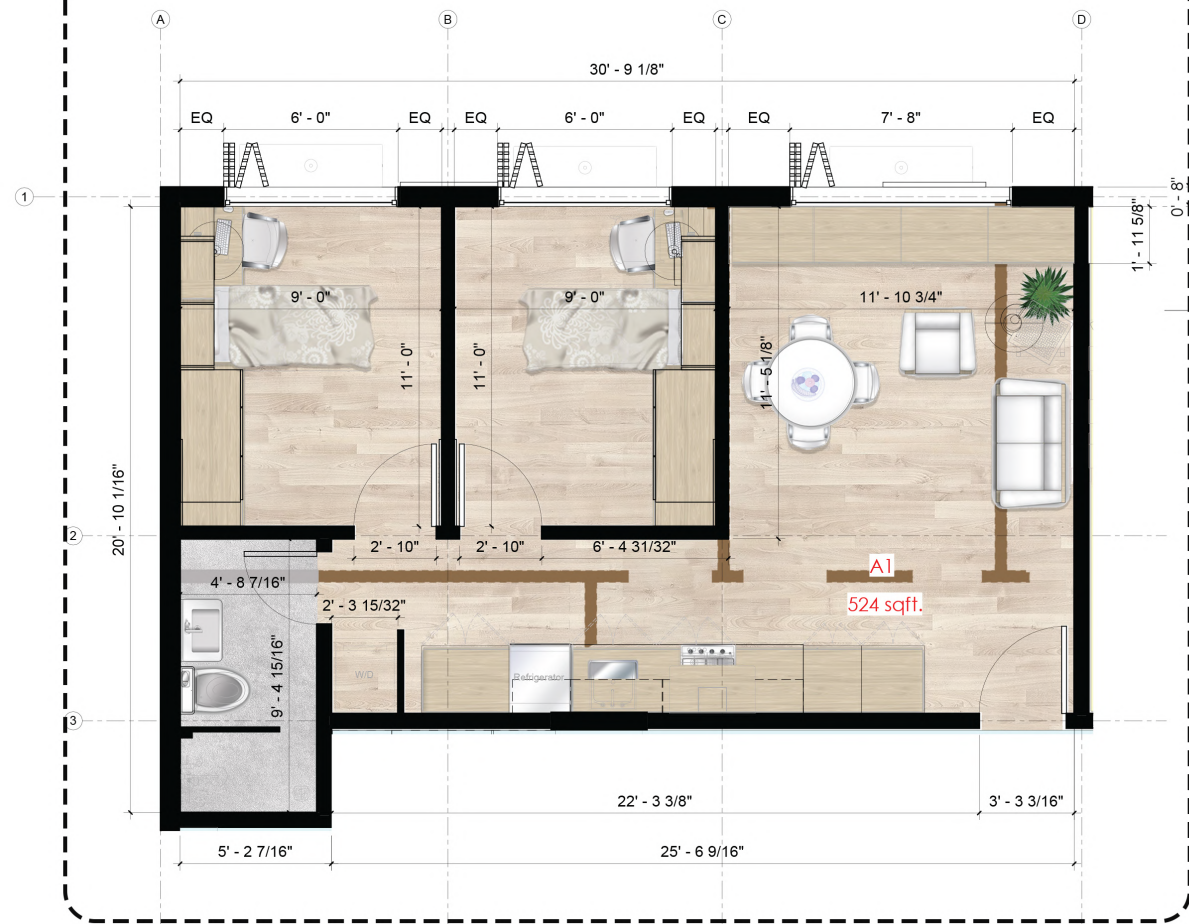 A B C D
30' - 9 1/8"
EQ 6' - 0" EQ EQ 6' - 0" EQ EQ 7' - 8" EQ
1
0' - 8"
1' - 11 5/8"
9' - 0" 9' - 0" 11' - 10 3/4"
11' - 0" 11' - 0" 11' - 5 1/8"
20' - 10 1/16"
2
2' - 10" 2' - 10" 6' - 4 31/32"
A1
4' - 8 7/16"
2' - 3 15/32" 524 sqft.
9' - 4 15/16"
W/D
Refrigerator
3
22' - 3 3/8" 3' - 3 3/16"
5' - 2 7/16" 25' - 6 9/16"